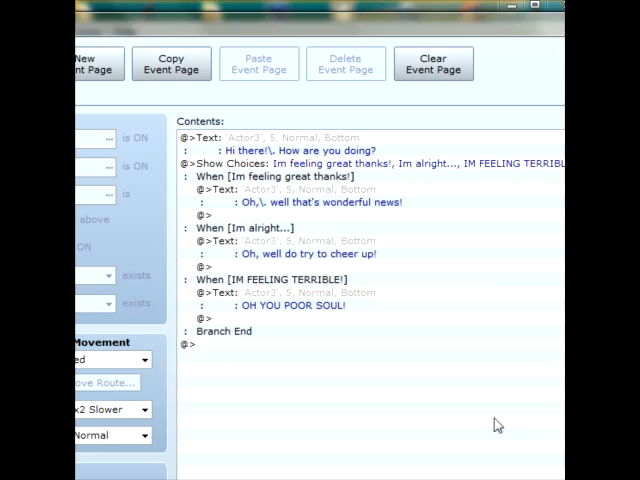 New
ent Page
Copy
Event Page
Paste
Event Page
Delete
Event Page
Clear
Event Page
Contents:
... is ON
... is ON
... is
above
ON
exists
exists
Movement
ed
ove Route...
x2 Slower
Normal
@>Text: 'Actor3', 5, Normal, Bottom
: : Hi there!\. How are you doing?
@>Show Choices: Im feeling great thanks!, Im alright..., IM FEELING TERRIBL
: When [Im feeling great thanks!]
@>Text: 'Actor3', 5, Normal, Bottom
: : Oh,\. well that's wonderful news!
@>
: When [Im alright...]
@>Text: 'Actor3', 5, Normal, Bottom
: : Oh, well do try to cheer up!
@>
: When [IM FEELING TERRIBLE!]
@>Text: 'Actor3', 5, Normal, Bottom
: : OH YOU POOR SOUL!
@>
: Branch End
@>